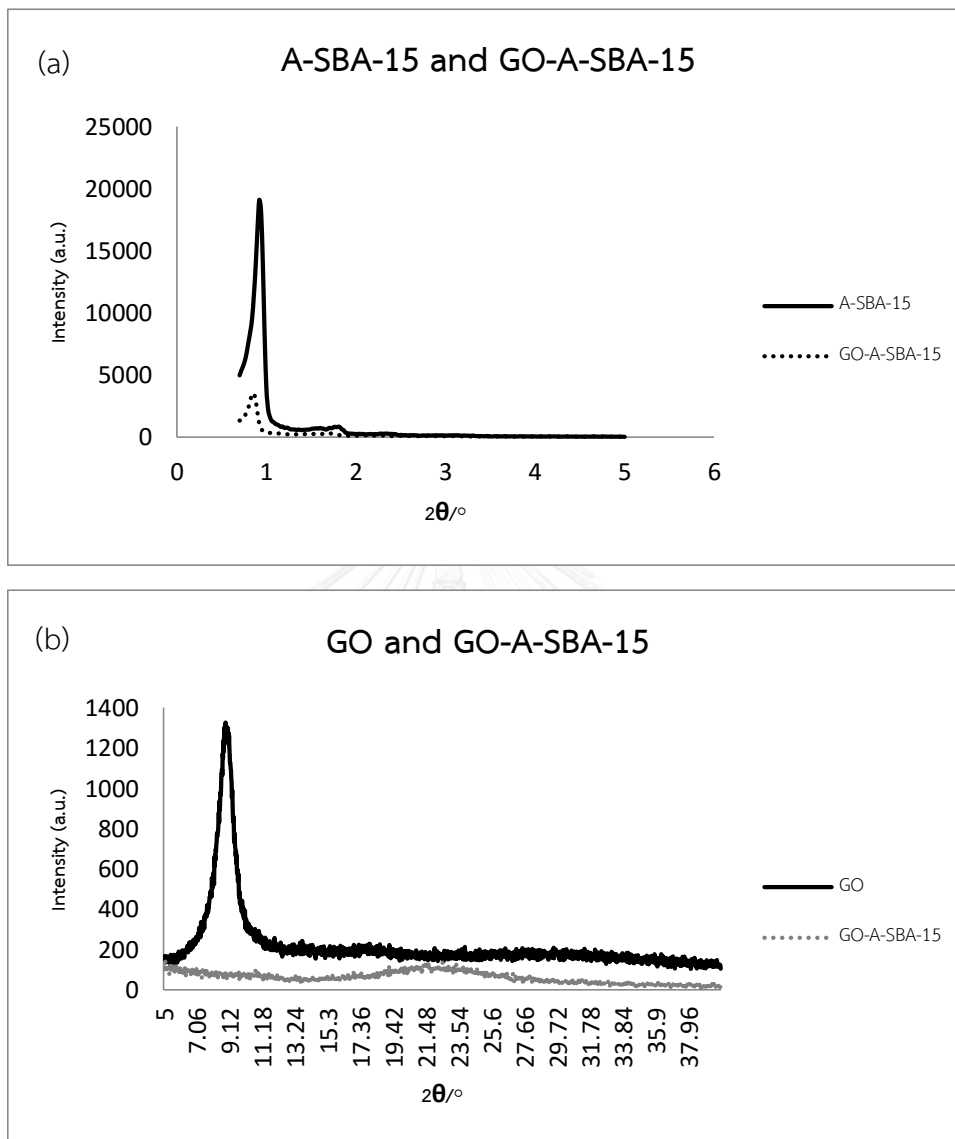 (a)
A-SBA-15 and GO-A-SBA-15
25000
20000
15000
10000
5000
0
Intensity (a.u.)
0 1 2 3 4 5 6
2θ/°
A-SBA-15
GO-A-SBA-15
(b)
GO and GO-A-SBA-15
1400
1200
1000
800
600
400
200
0
Intensity (a.u.)
5 7.06 9.12 11.18 13.24 15.3 17.36 19.42 21.48 23.54 25.6 27.66 29.72 31.78 33.84 35.9 37.96
2θ/°
GO
GO-A-SBA-15